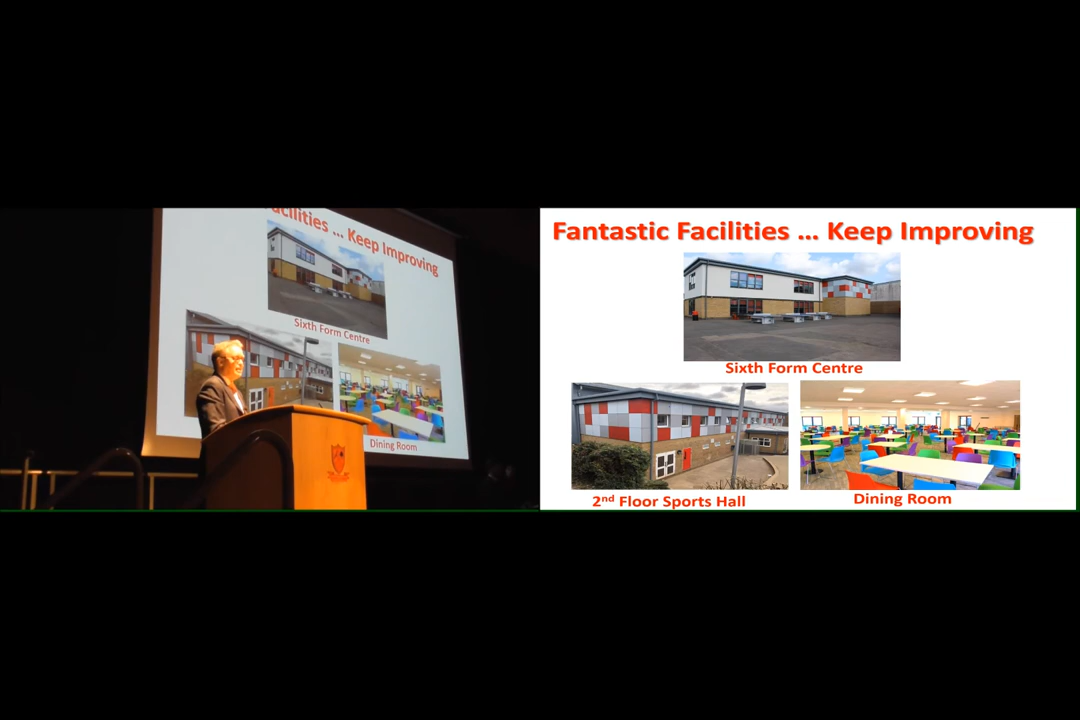 acilities ... Keep Improving
Sixth Form Centre
Dining Room
Fantastic Facilities ... Keep Improving
Sixth Form Centre
2nd Floor Sports Hall
Dining Room